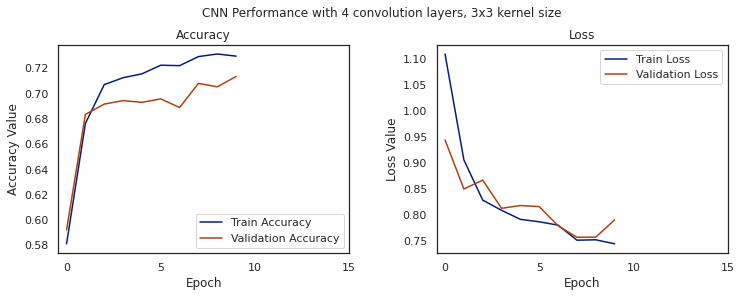 CNN Performance with 4 convolution layers, 3x3 kernel size
Accuracy
Accuracy Value
0.72
0.70
0.68
0.66
0.64
0.62
0.60
0.58
Train Accuracy
Validation Accuracy
0
5
10
15
Epoch
Loss
Loss Value
1.10
1.05
1.00
0.95
0.90
0.85
0.80
0.75
Train Loss
Validation Loss
0
5
10
15
Epoch